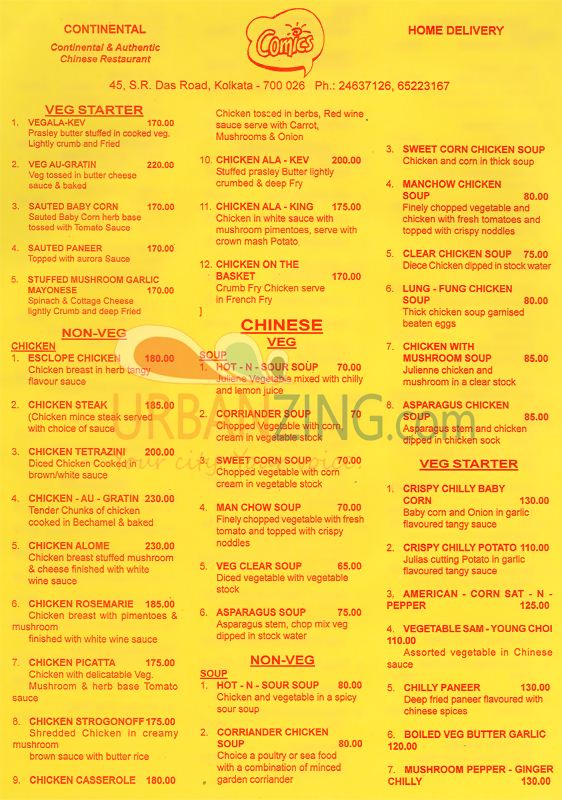 CONTINENTAL
Continental & Authentic
Chinese Restaurant
Comics
HOME DELIVERY
45, S.R. Das Road, Kolkata - 700 026 Ph.: 24637126, 65223167
VEG STARTER
1. VEGALA-KEV 170.00
Prasley butter stuffed in cooked veg.
Lightly crumb and Fried
2. VEG AU-GRATIN 220.00
Veg tossed in butter cheese
sauce & baked
3. SAUTED BABY CORN 170.00
Sauted Baby Corn herb base
tossed with Tomato Sauce
4. SAUTED PANEER 170.00
Topped with aurora Sauce
5. STUFFED MUSHROOM GARLIC
MAYONESE 170.00
Spinach & Cottage Cheese
lightly Crumb and deep Fried
NON-VEG
CHICKEN
1. ESCLOPE CHICKEN 180.00
Chicken breast in herb tangy
flavour sauce
2. CHICKEN STEAK 185.00
(Chicken mince steak served
with choice of sauce
3. CHICKEN TETRAZINI 200.00
Diced Chicken Cooked in
brown/white sauce
4. CHICKEN - AU - GRATIN 230.00
Tender Chunks of chicken
cooked in Bechamel & baked
5. CHICKEN ALOME 230.00
Chicken breast stuffed mushroom
& cheese finished with white
wine sauce
6. CHICKEN ROSEMARIE 185.00
Chicken breast with pimentoes &
mushroom
finished with white wine sauce
7. CHICKEN PICATTA 175.00
Chicken with delicatable Veg.
Mushroom & herb base Tomato
sauce
8. CHICKEN STROGONOFF 175.00
Shredded Chicken in creamy
mushroom
brown sauce with butter rice
9. CHICKEN CASSEROLE 180.00
Chicken tosced in berbs, Red wine
sauce serve with Carrot,
Mushrooms & Onion
10. CHICKEN ALA - KEV 200.00
Stuffed prasley Butter lightly
crumbed & deep Fry
11. CHICKEN ALA - KING 175.00
Chicken in white sauce with
mushroom pimentoes, serve with
crown mash Potato
12. CHICKEN ON THE
BASKET 170.00
Crumb Fry Chicken serve
in French Fry
]
CHINESE
VEG
SOUP
1. HOT - N - SOUR SOUP 70.00
Juliene Vegetable mixed with chilly
and lemon juice
2. CORRIANDER SOUP 70
Chopped Vegetable with corn,
cream in vegetable stock
3. SWEET CORN SOUP 70.00
Chopped vegetable with corn
cream in vegetable stock
4. MAN CHOW SOUP 70.00
Finely chopped vegetable with fresh
tomato and topped with crispy
noddles
5. VEG CLEAR SOUP 65.00
Diced vegetable with vegetable
stock
6. ASPARAGUS SOUP 75.00
Asparagus stem, chop mix veg
dipped in stock water
NON-VEG
SOUP
1. HOT - N - SOUR SOUP 80.00
Chicken and vegetable in a spicy
sour soup
2. CORRIANDER CHICKEN
SOUP 80.00
Choice a poultry or sea food
with a combination of minced
garden corriander
3. SWEET CORN CHICKEN SOUP
Chicken and corn in thick soup
4. MANCHOW CHICKEN
SOUP 80.00
Finely chopped vegetable and
chicken with fresh tomatoes and
topped with crispy noddles
5. CLEAR CHICKEN SOUP 75.00
Diece Chicken dipped in stock water
6. LUNG - FUNG CHICKEN
SOUP 80.00
Thick chicken soup garnised
beaten eggs
7. CHICKEN WITH
MUSHROOM SOUP 85.00
Julienne chicken and
mushroom in a clear stock
8. ASPARAGUS CHICKEN
SOUP 85.00
Asparagus stem and chicken
dipped in chicken sock
VEG STARTER
1. CRISPY CHILLY BABY
CORN 130.00
Baby corn and Onion in garlic
flavoured tangy sauce
2. CRISPY CHILLY POTATO 110.00
Julias cutting Potato in garlic
flavoured tangy sauce
3. AMERICAN - CORN SAT - N -
PEPPER 125.00
4. VEGETABLE SAM - YOUNG CHOI
110.00
Assorted vegetable in Chinese
sauce
5. CHILLY PANEER 130.00
Deep fried paneer flavoured with
chinese spices
6. BOILED VEG BUTTER GARLIC
120.00
7. MUSHROOM PEPPER - GINGER
CHILLY 130.00
URBANZING.com